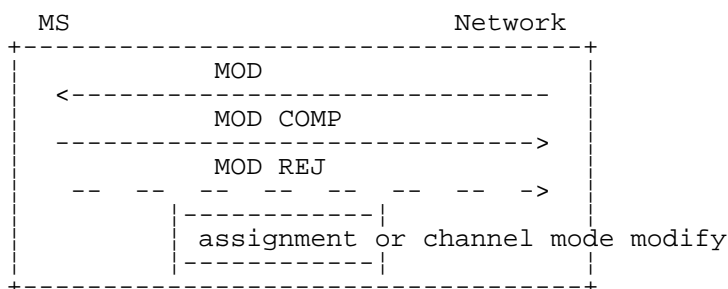 MS Network
MOD
MOD COMP
MOD REJ
assignment or channel mode modify